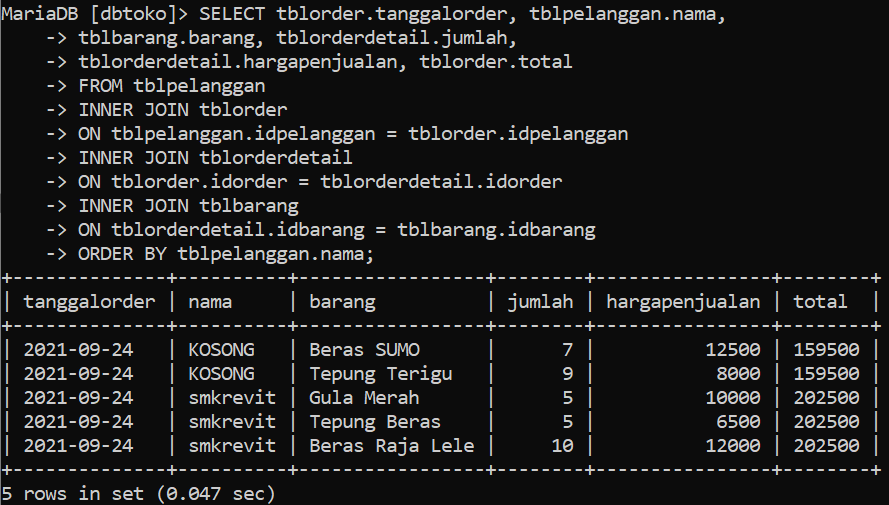 MariaDB [dbtoko]> SELECT tblorder.tanggalorder, tblpelanggan.nama,
    -> tblbarang.barang, tblorderdetail.jumlah,
    -> tblorderdetail.hargapenjualan, tblorder.total
    -> FROM tblpelanggan
    -> INNER JOIN tblorder
    -> ON tblpelanggan.idpelanggan = tblorder.idpelanggan
    -> INNER JOIN tblorderdetail
    -> ON tblorder.idorder = tblorderdetail.idorder
    -> INNER JOIN tblbarang
    -> ON tblorderdetail.idbarang = tblbarang.idbarang
    -> ORDER BY tblpelanggan.nama;
+--------------+----------+-----------------+--------+----------------+--------+
| tanggalorder | nama     | barang          | jumlah | hargapenjualan | total  |
+--------------+----------+-----------------+--------+----------------+--------+
| 2021-09-24   | KOSONG   | Beras SUMO      |      7 |          12500 | 159500 |
| 2021-09-24   | KOSONG   | Tepung Terigu   |      9 |           8000 | 159500 |
| 2021-09-24   | smkrevit | Gula Merah      |      5 |          10000 | 202500 |
| 2021-09-24   | smkrevit | Tepung Beras    |      5 |           6500 | 202500 |
| 2021-09-24   | smkrevit | Beras Raja Lele |     10 |          12000 | 202500 |
+--------------+----------+-----------------+--------+----------------+--------+
5 rows in set (0.047 sec)